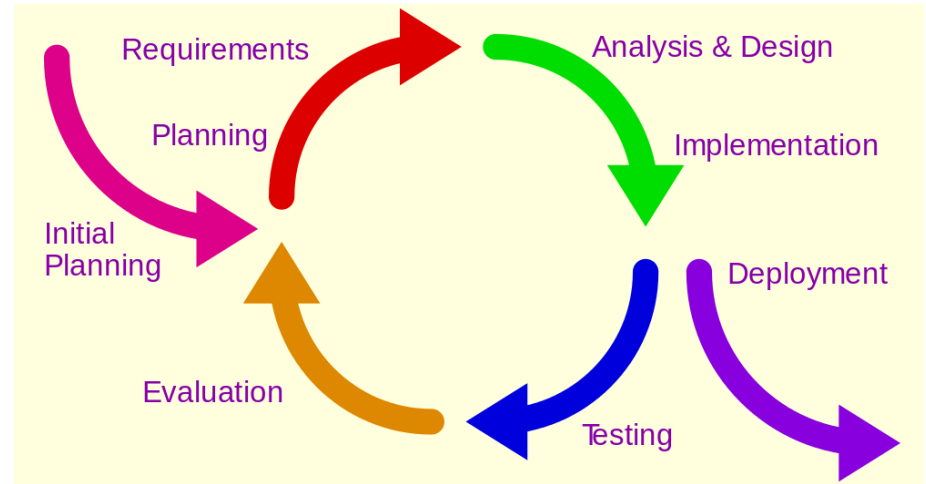 Requirements
Analysis & Design
Planning
Implementation
Initial
Planning
Deployment
Evaluation
Testing